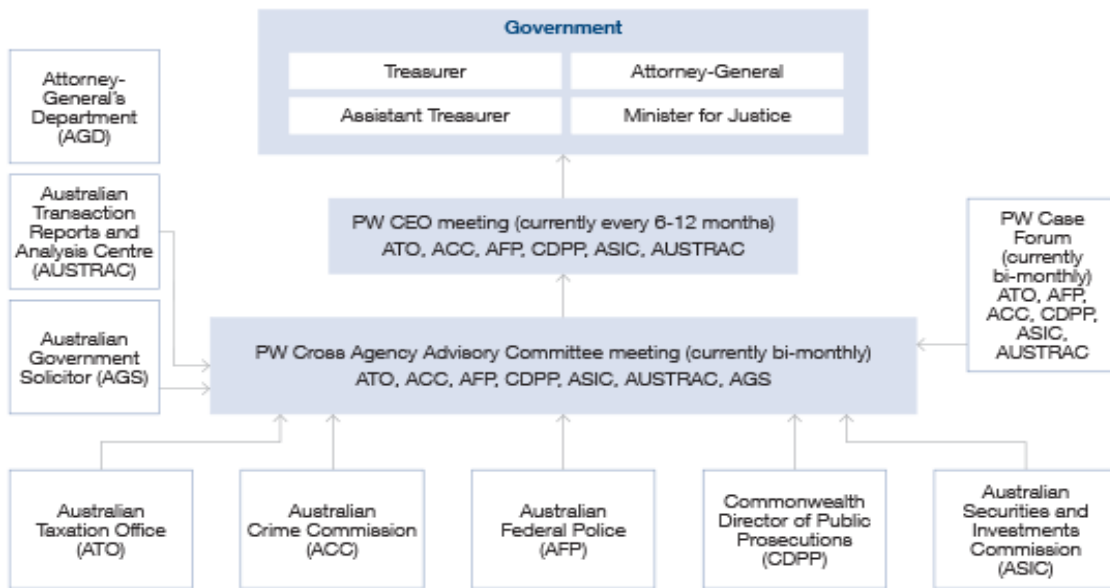 Government
Treasurer
Attorney-General
Assistant Treasurer
Minister for Justice
Attorney-
General's
Department
(AGD)
Australian
Transaction
Reports and
Analysis Centre
(AUSTRAC)
Australian
Government
Solicitor (AGS)
PW CEO meeting (currently every 6-12 months)
ATO, ACC, AFP, CDPP, ASIC, AUSTRAC
PW Case
Forum
(currently
bi-monthly)
ATO, AFP,
ACC, CDPP,
ASIC,
AUSTRAC
PW Cross Agency Advisory Committee meeting (currently bi-monthly)
ATO, ACC, AFP, CDPP, ASIC, AUSTRAC, AGS
Australian
Taxation Office
(ATO)
Australian
Crime Commission
(ACC)
Australian
Federal Police
(AFP)
Commonwealth
Director of Public
Prosecutions
(CDPP)
Australian
Securities and
Investments
Commission
(ASIC)